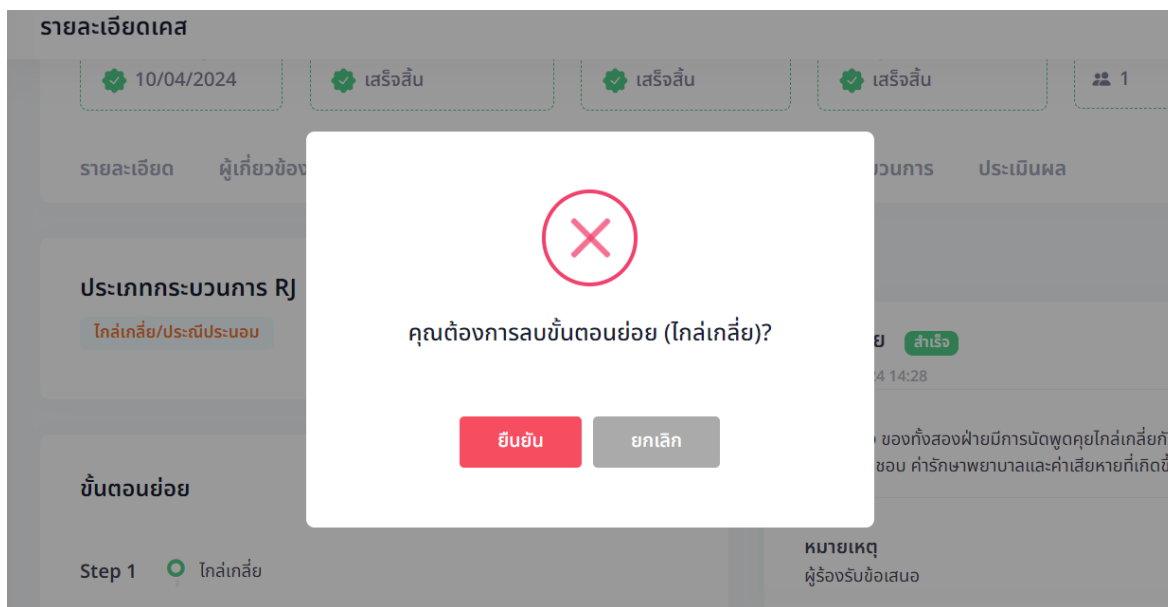 รายละเอียดเคส
10/04/2024
เสร็จสิ้น
เสร็จสิ้น
เสร็จสิ้น
1
รายละเอียด
ผู้เกี่ยวข้อง
ประเมินผล
ประเภทกระบวนการ RJ
ไกล่เกลี่ย/ประณีประนอม
คุณต้องการลบขั้นตอนย่อย (ไกล่เกลี่ย)?
ยืนยัน
ยกเลิก
สำเร็จ
14:28
ของทั้งสองฝ่ายมีการนัดพูดคุยไกล่เกลี่ย
ชอบ ค่ารักษาพยาบาลและค่าเสียหายที่เกิด
ขั้นตอนย่อย
Step 1
ไกล่เกลี่ย
หมายเหตุ
ผู้ร้องรับข้อเสนอ